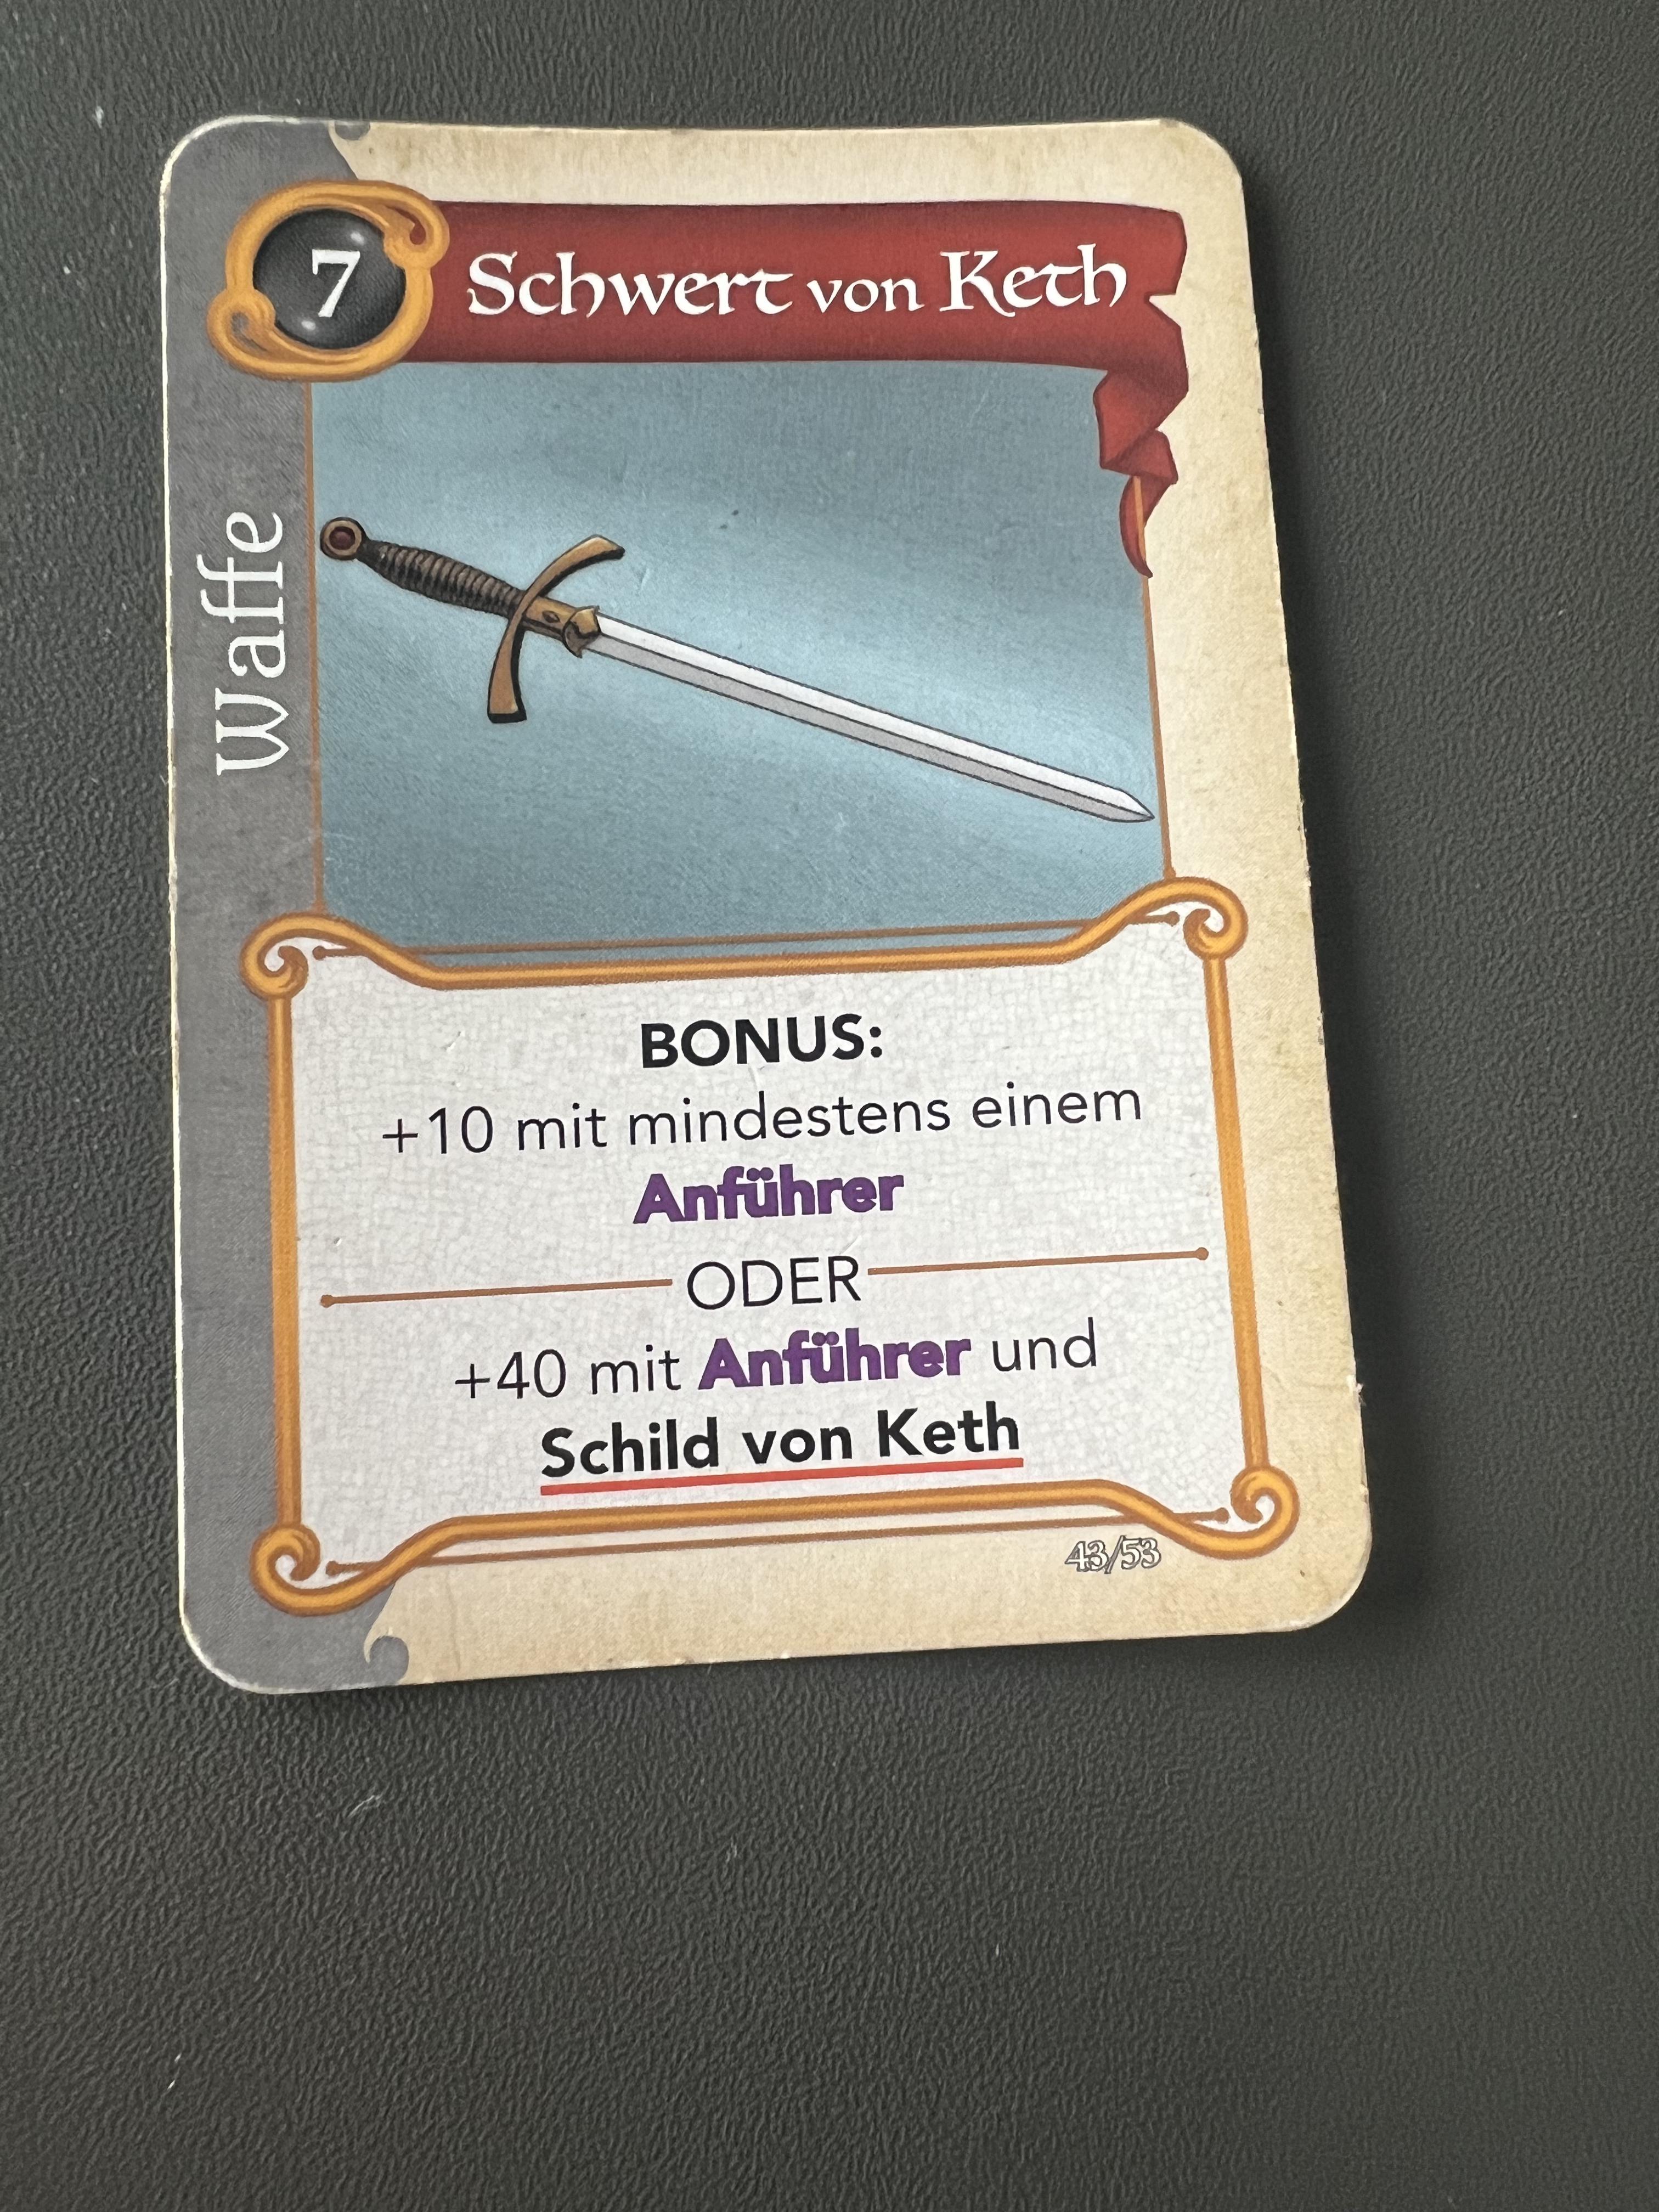 7
Schwert von Keth
Waffe
BONUS:
+10 mit mindestens einem
Anführer
ODER
+40 mit Anführer und
Schild von Keth
43/53